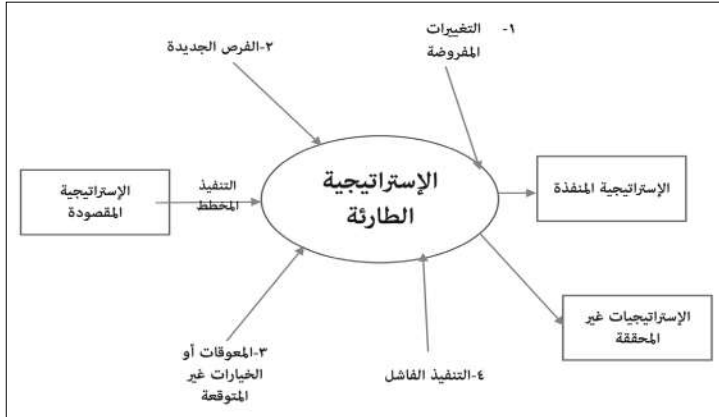 ١- التغييرات
المفروضة
٢-الفرص الجديدة
الإستراتيجية
المقصودة
التنفيذ
المخطط
الإستراتيجية
الطارئة
الإستراتيجية المنفذة
الإستراتيجيات غير
المحققة
٣-المعوقات أو
الخيارات غير
المتوقعة
٤-التنفيذ الفاشل